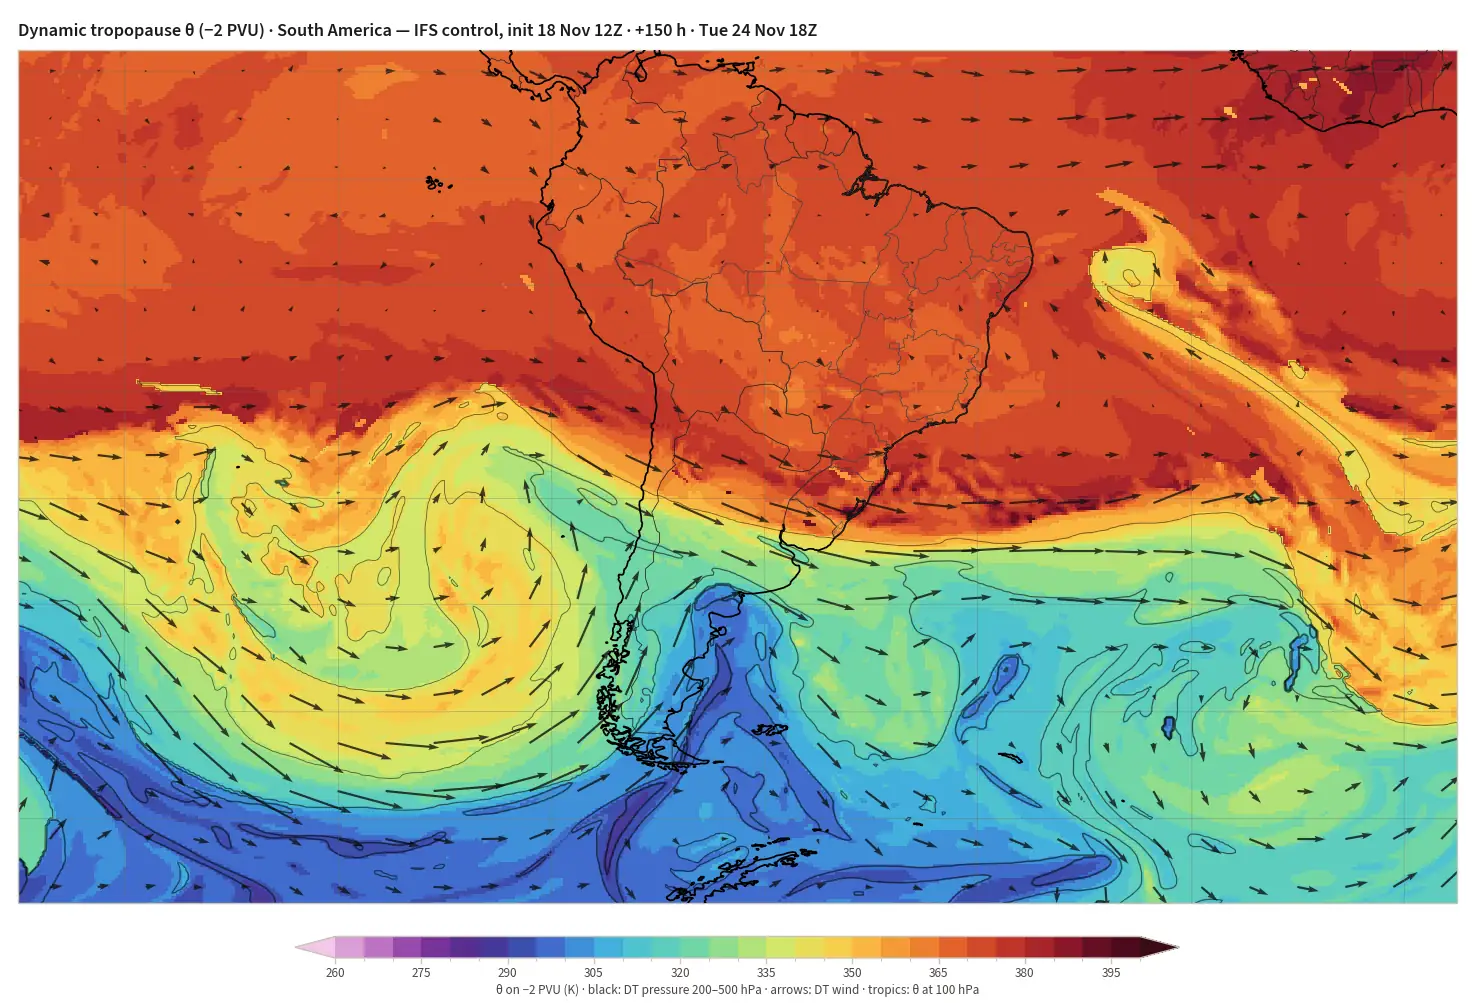 Dynamic tropopause θ (−2 PVU) · South America — IFS control, init 18 Nov 12Z · +150 h · Tue 24 Nov 18Z
260 275 290 305 320 335 350 365 380 395
θ on −2 PVU (K) · black: DT pressure 200–500 hPa · arrows: DT wind · tropics: θ at 100 hPa